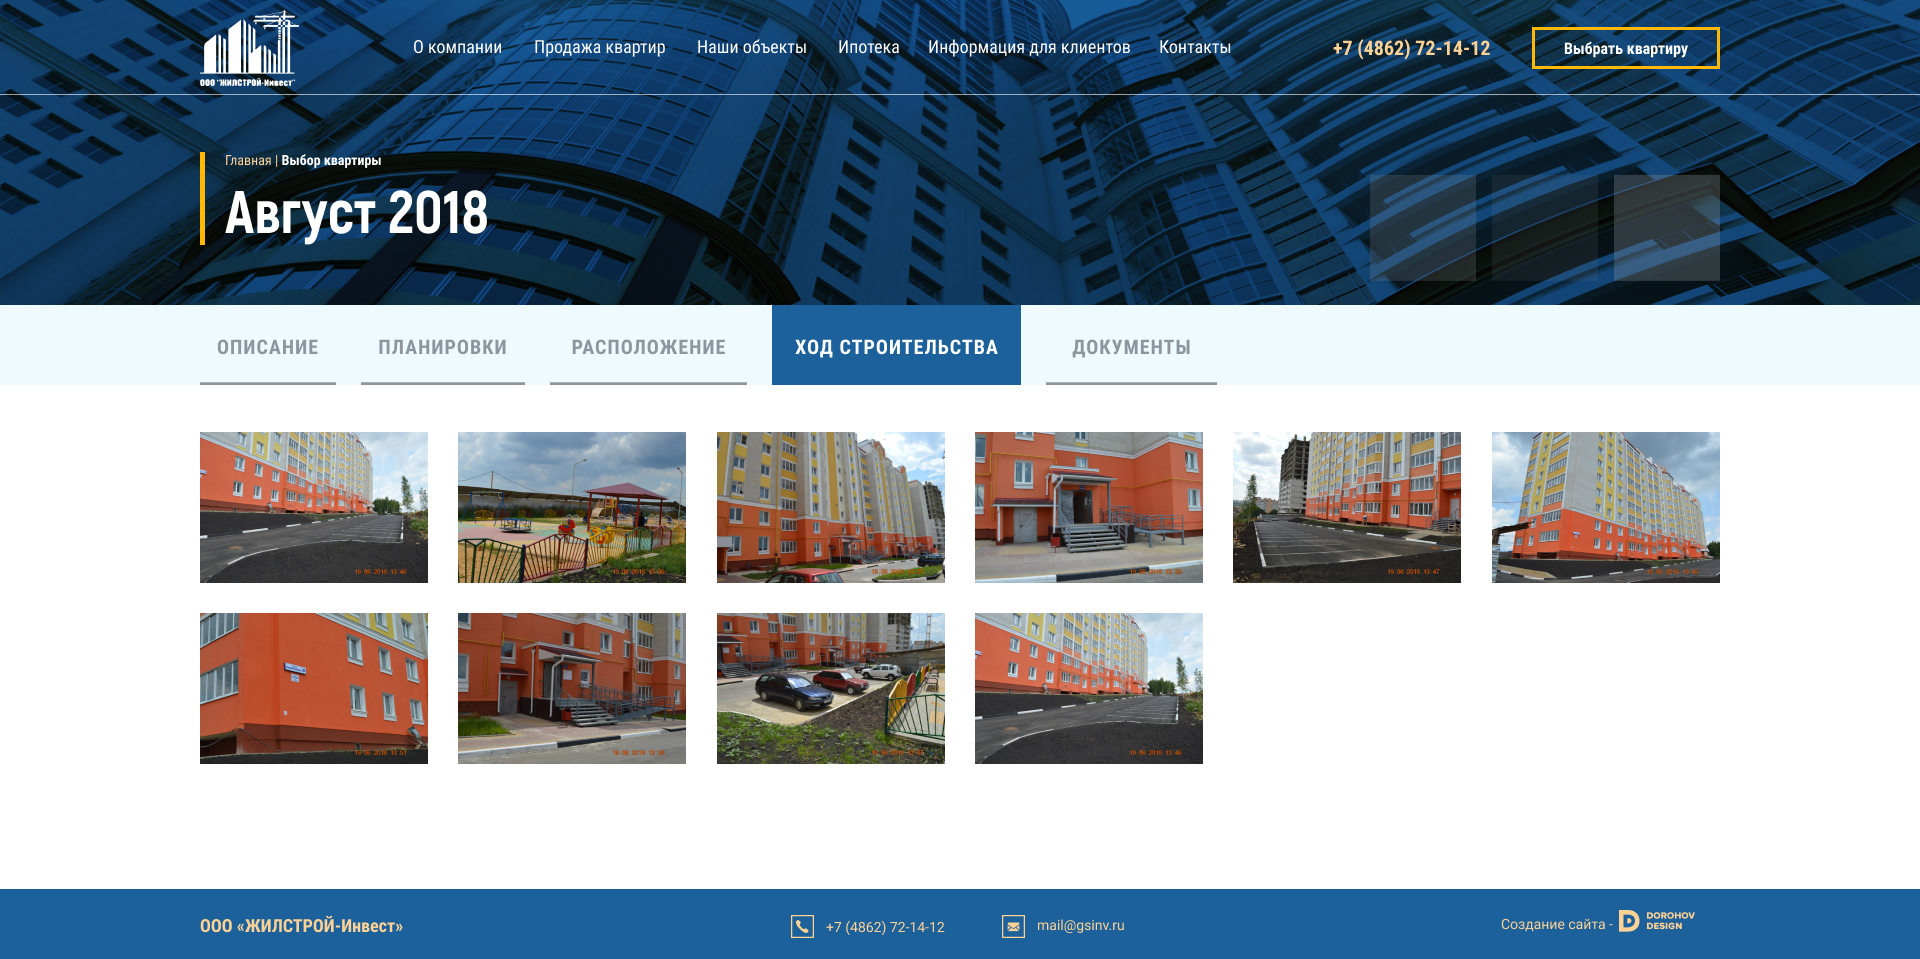 ООО "ЖИЛСТРОЙ-Инвест"
О компании
Продажа квартир
Наши объекты
Ипотека
Информация для клиентов
Контакты
+7 (4862) 72-14-12
Выбрать квартиру
Главная | Выбор квартиры
Август 2018
ОПИСАНИЕ
ПЛАНИРОВКИ
РАСПОЛОЖЕНИЕ
ХОД СТРОИТЕЛЬСТВА
ДОКУМЕНТЫ
ООО «ЖИЛСТРОЙ-Инвест»
+7 (4862) 72-14-12
mail@gsinv.ru
Создание сайта -
DOROHOV
DESIGN